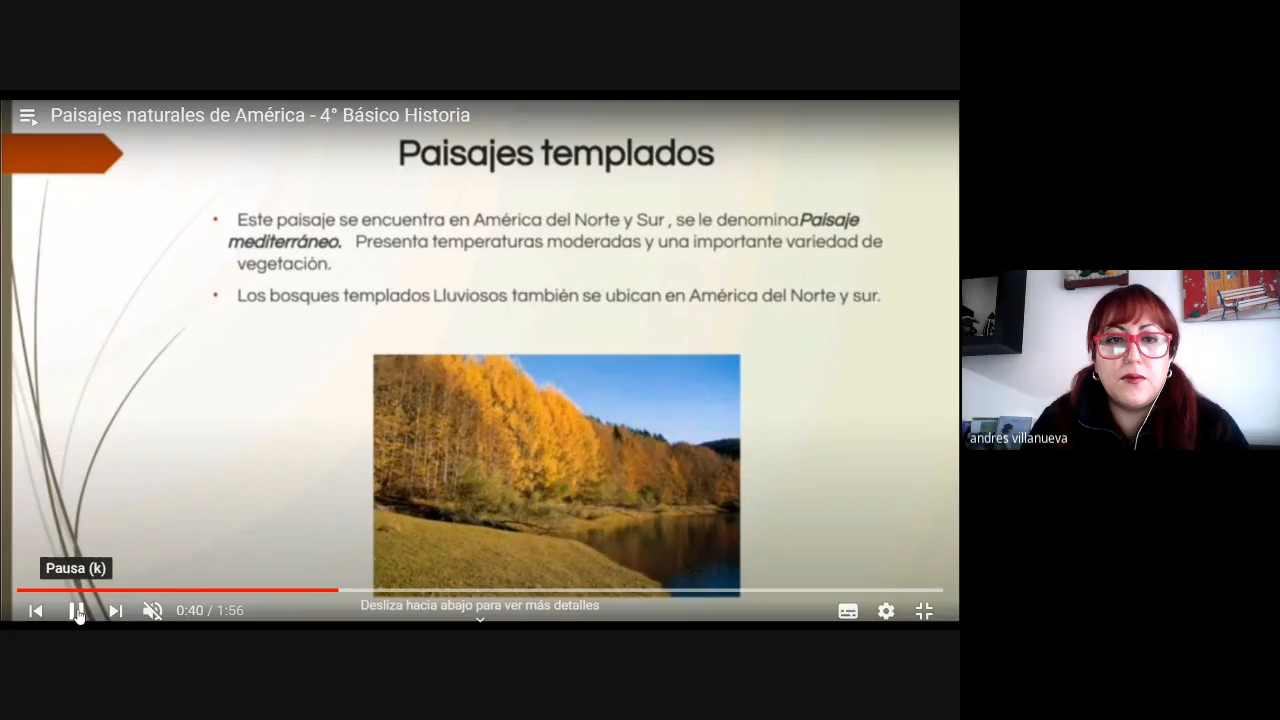 Paisajes naturales de América - 4° Básico Historia
Paisajes templados
• Este paisaje se encuentra en América del Norte y Sur , se le denominaPaisaje
mediterráneo. Presenta temperaturas moderadas y una importante variedad de
vegetación.
• Los bosques templados Lluviosos también se ubican en América del Norte y sur.
andres villanueva
Pausa (k)
0:40 / 1:56
Desliza hacia abajo para ver más detalles